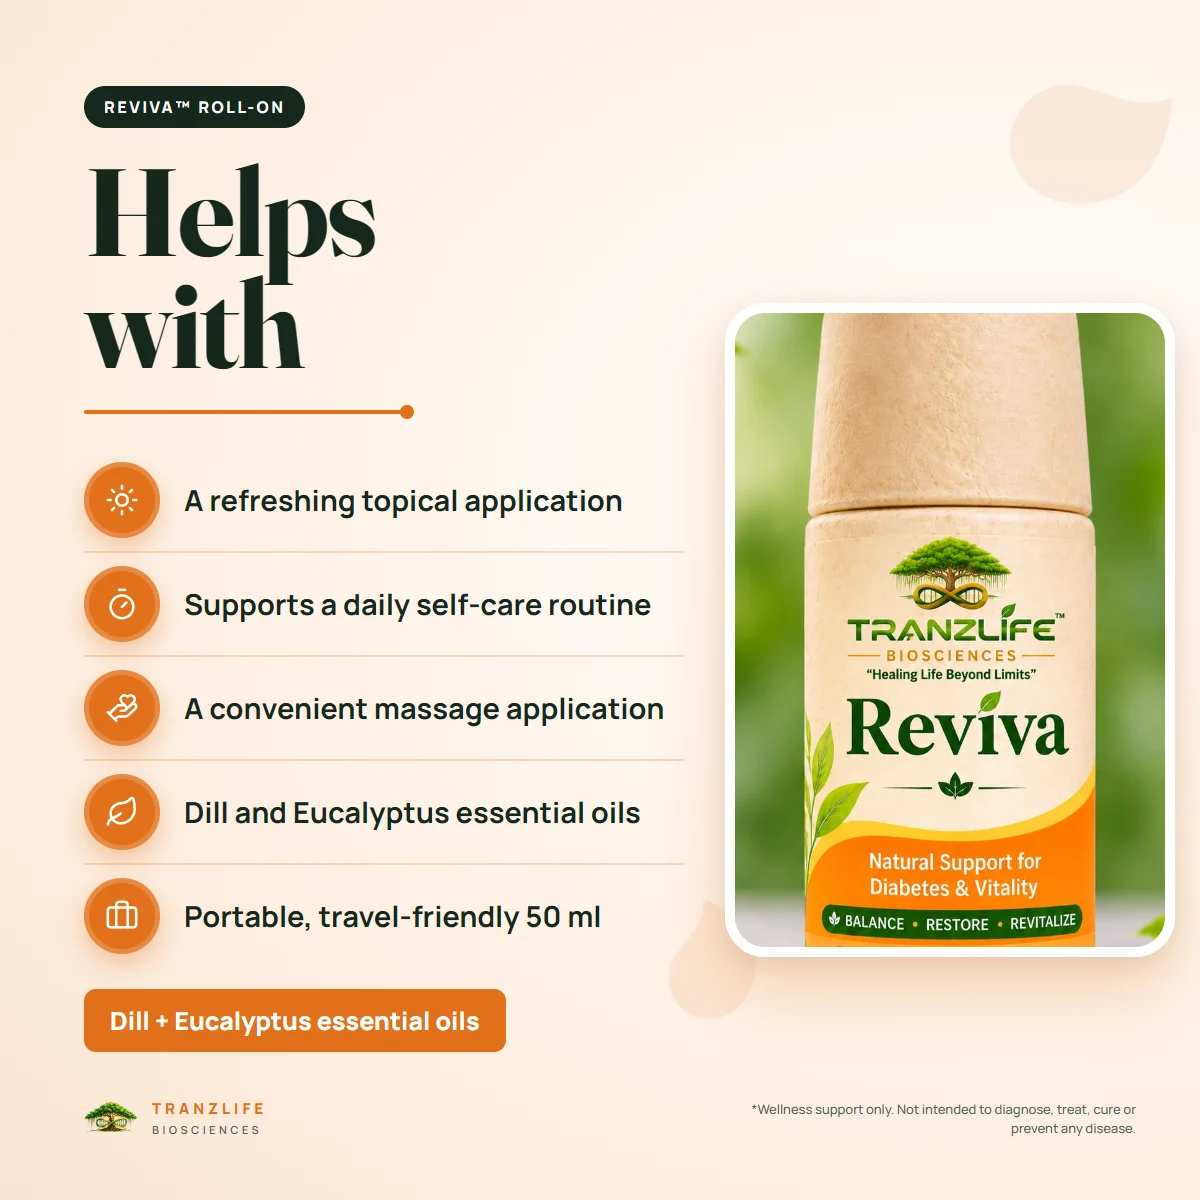 REVIVA™ ROLL-ON
Helps
with
A refreshing topical application
Supports a daily self-care routine
A convenient massage application
Dill and Eucalyptus essential oils
Portable, travel-friendly 50 ml
Dill + Eucalyptus essential oils
TRANZLIFE
BIOSCIENCES
TRANZLIFE™
BIOSCIENCES
“Healing Life Beyond Limits”
Reviva
Natural Support for
Diabetes & Vitality
BALANCE • RESTORE • REVITALIZE
*Wellness support only. Not intended to diagnose, treat, cure or
prevent any disease.